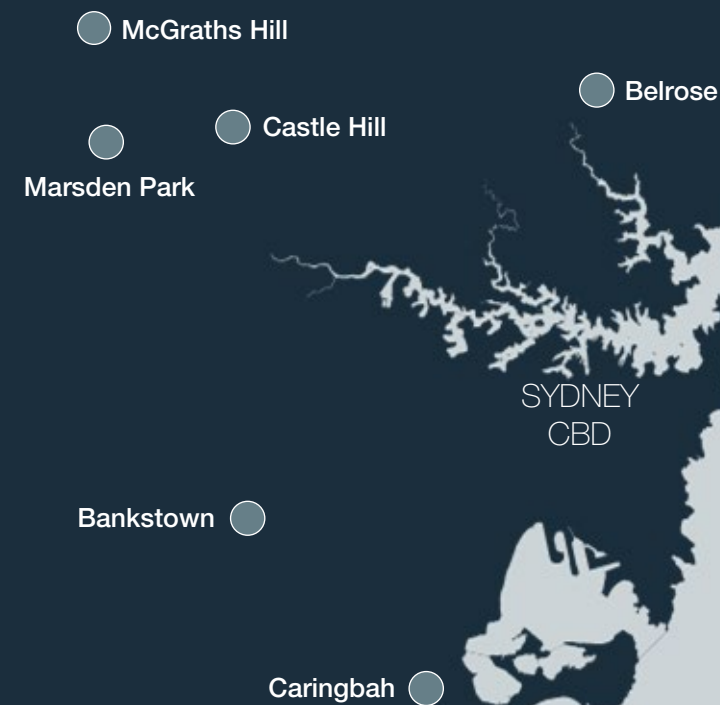 McGraths Hill
Belrose
Castle Hill
Marsden Park
SYDNEY
CBD
Bankstown
Caringbah